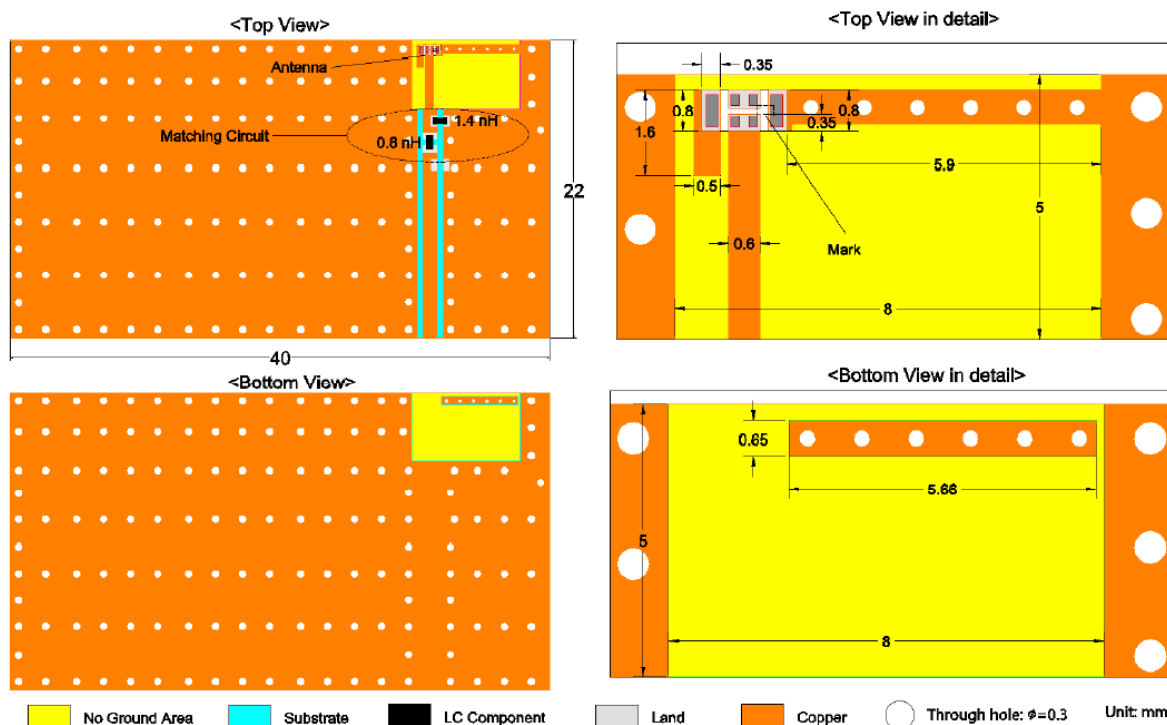 <Top View>
Antenna
Matching Circuit
1.4 nH
0.8 nH
22
40
<Top View in detail>
0.35
0.8
0.8
0.35
1.6
5.9
0.5
5
0.6
Mark
8
<Bottom View>
<Bottom View in detail>
0.65
5.66
5
8
No Ground Area
Substrate
LC Component
Land
Copper
Through hole: φ=0.3
Unit: mm